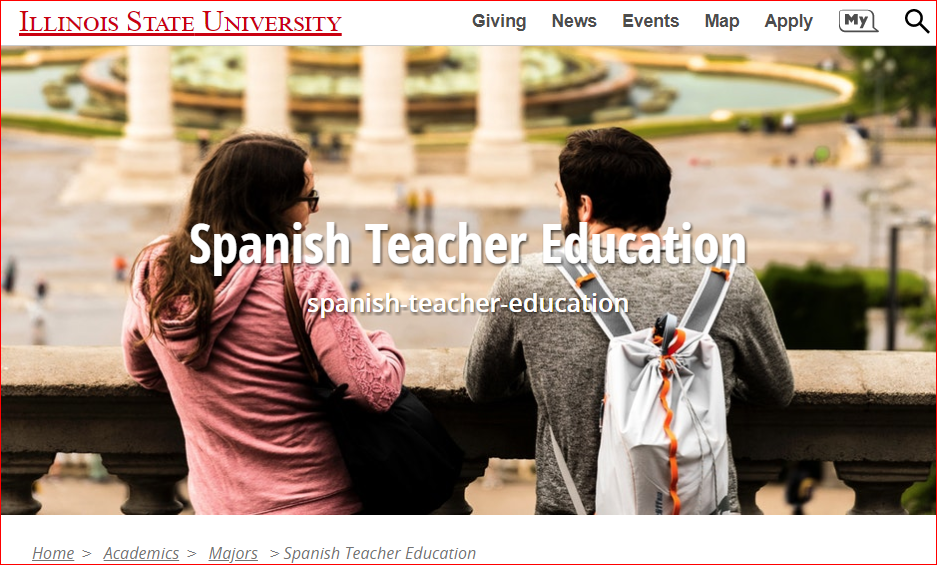 ILLINOIS STATE UNIVERSITY
Giving News Events Map Apply My
Spanish Teacher Education
spanish-teacher-education
Home > Academics > Majors > Spanish Teacher Education